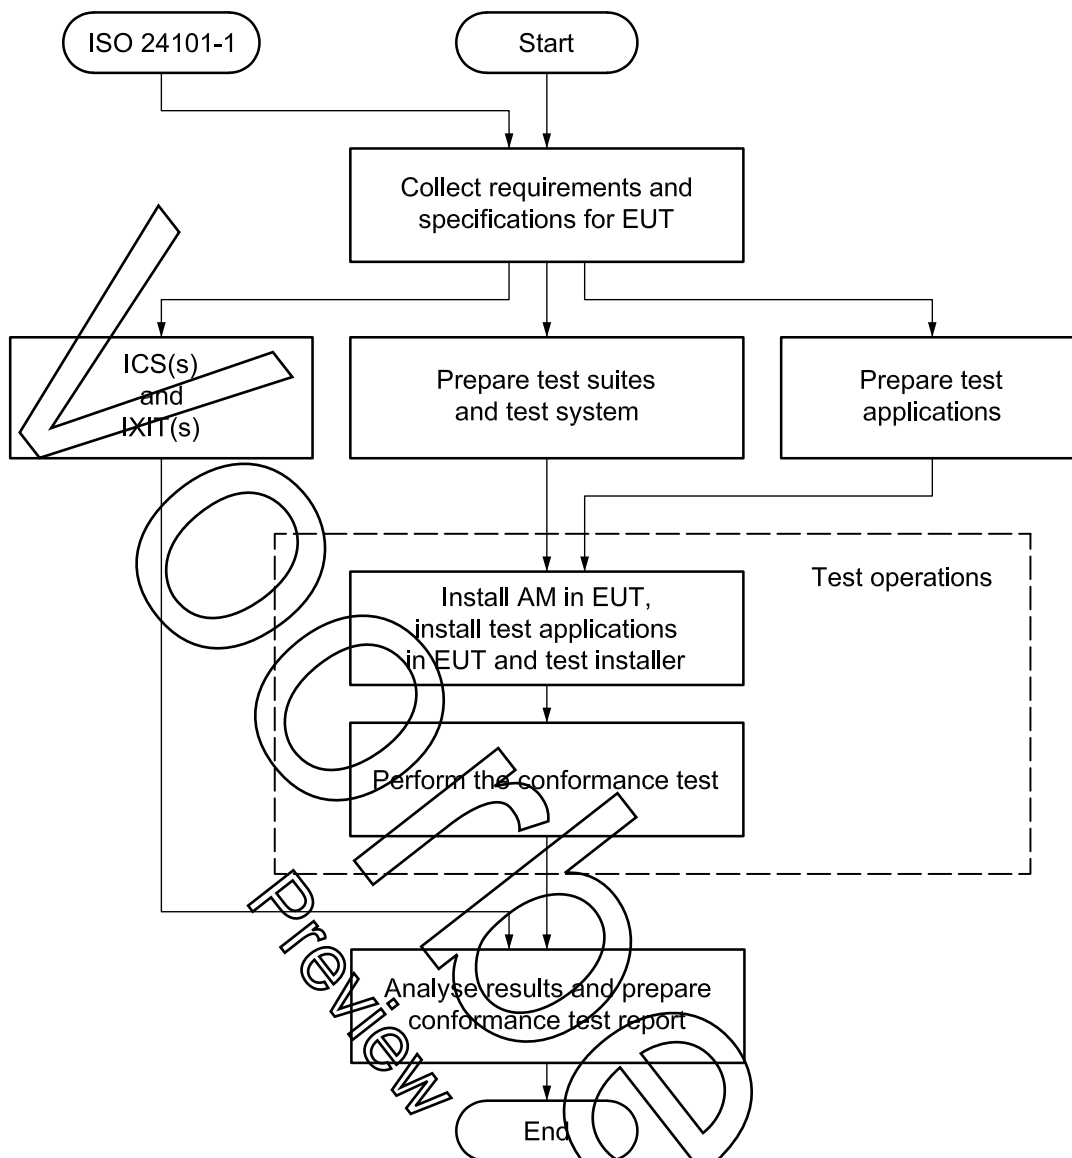 ISO 24101-1
Start
Collect requirements and
specifications for EUT
ICS(s)
and
IXIT(s)
Prepare test suites
and test system
Prepare test
applications
Test operations
Install AM in EUT,
install test applications
in EUT and test installer
Perform the conformance test
Analyse results and prepare
conformance test report
End
Voorbe
Preview